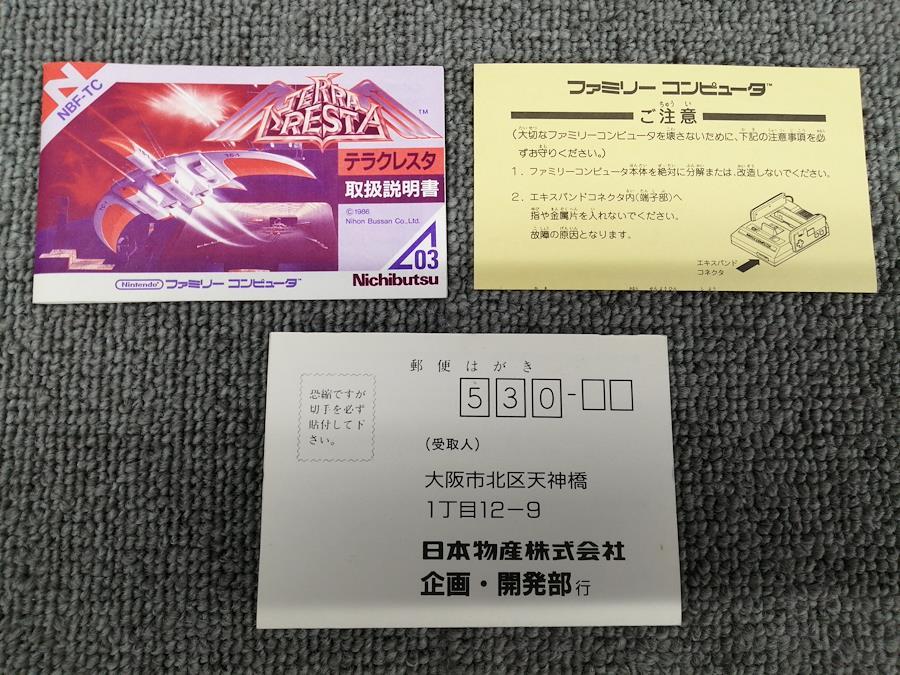 N
NBF-TC
TERRA CRESTA™
テラクレスタ
取扱説明書
©1986
Nihon Bussan Co., Ltd.
03
Nichibutsu
Nintendo ファミリー コンピュータ™
ファミリー コンピュータ™
ちゅう い
ご注意
(大切なファミリーコンピュータを壊さないために、下記の注意事項を必
ずお守りください。)
1. ファミリーコンピュータ本体を絶対に分解または、改造しないでください。
2. エキスパンドコネクタ内(端子部)へ
指や金属片を入れないでください。
故障の原因となります。
エキスパンド
コネクタ
郵便はがき
530-□□
恐縮ですが
切手を必ず
貼付して下
さい。
(受取人)
大阪市北区天神橋
1丁目12-9
日本物産株式会社
企画・開発部行